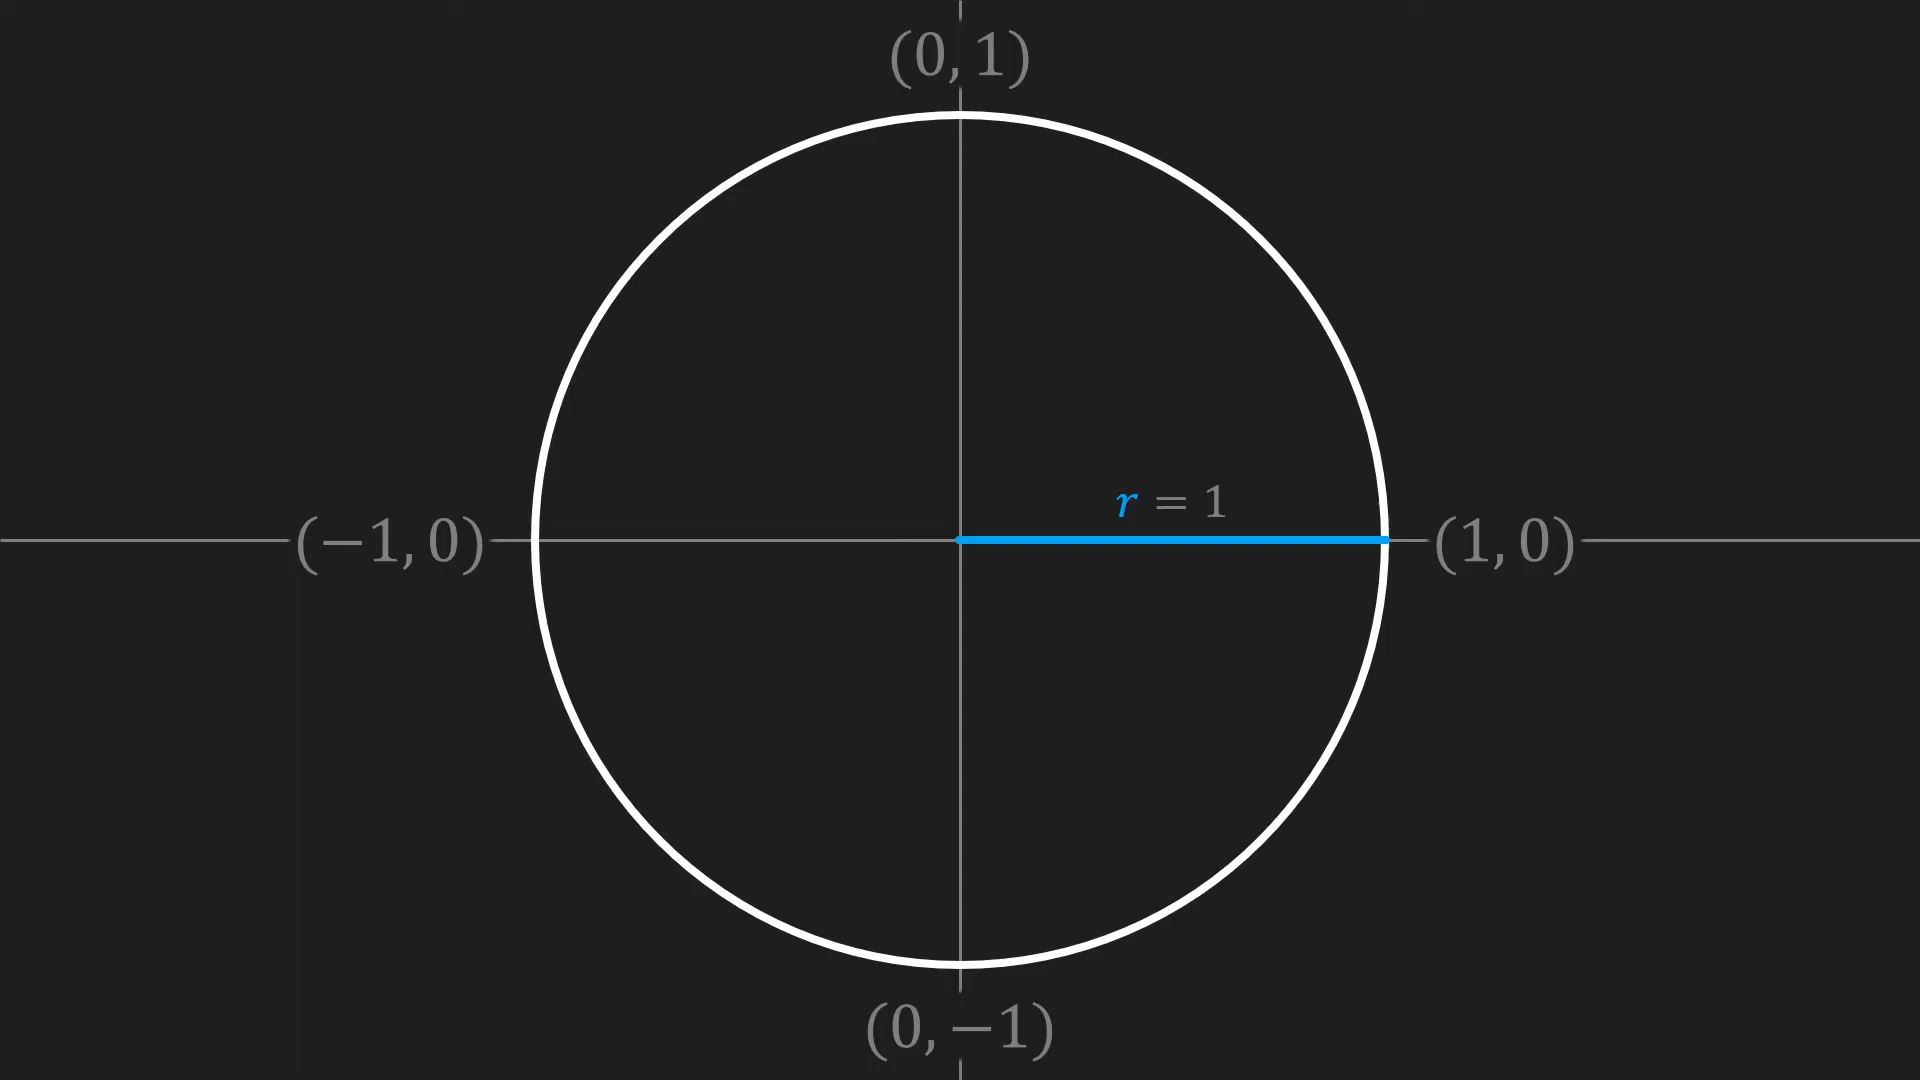 (0, 1)
r = 1
(−1, 0)
(1, 0)
(0, −1)